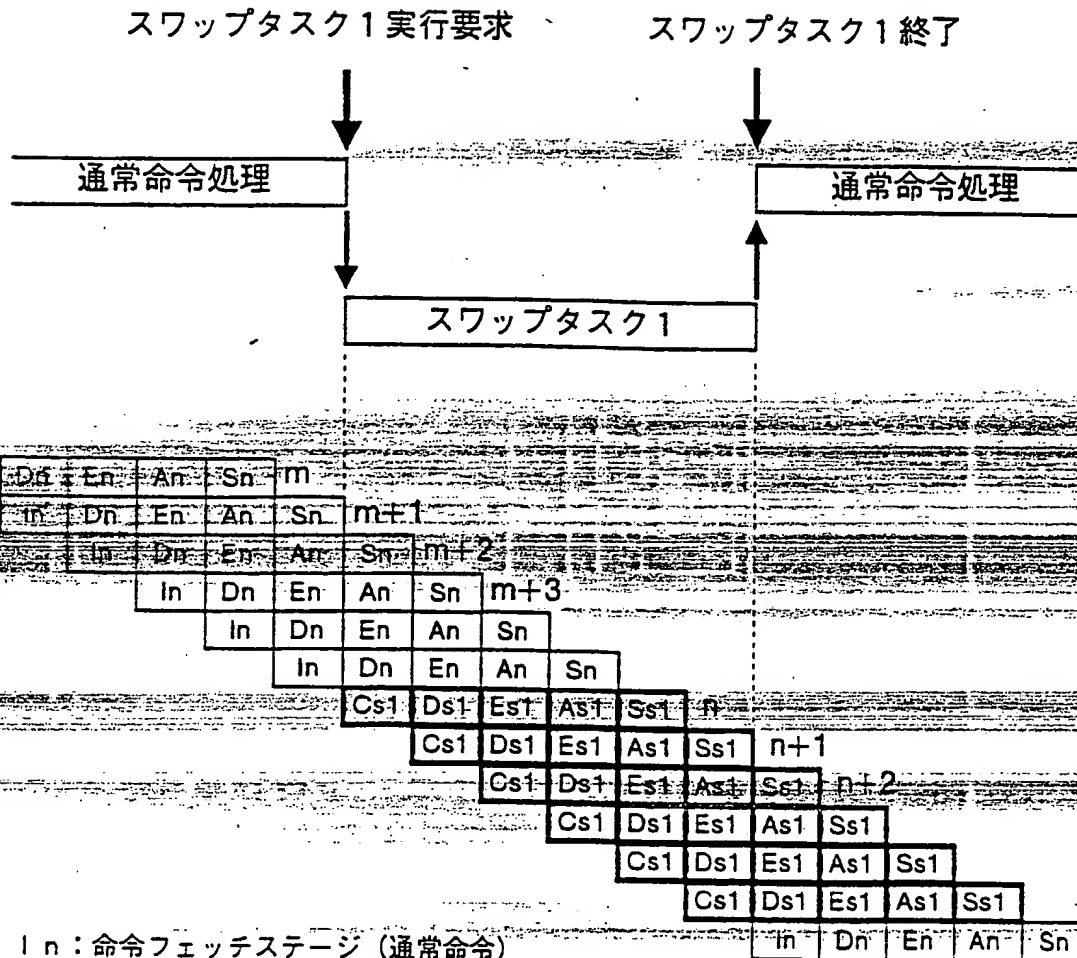 スワップタスク1実行要求 スワップタスク1終了
通常命令処理 通常命令処理
スワップタスク1
Dn En An Sn m
In Dn En An Sn m+1
In Dn En An Sn m+2
In Dn En An Sn m+3
In Dn En An Sn
In Dn En An Sn
Cs1 Ds1 Es1 As1 Ss1 n
Cs1 Ds1 Es1 As1 Ss1 n+1
Cs1 Ds1 Es1 As1 Ss1 n+2
Cs1 Ds1 Es1 As1 Ss1
Cs1 Ds1 Es1 As1 Ss1
Cs1 Ds1 Es1 As1 Ss1
In Dn En An Sn
In：命令フェッチステージ（通常命令）